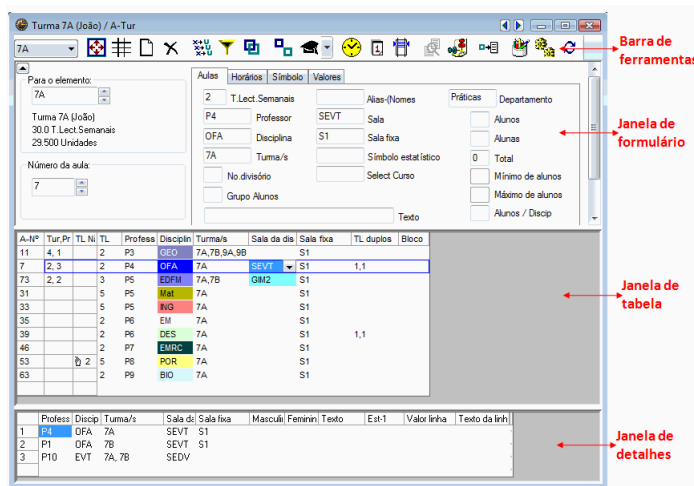 Turma 7A (João) / A-Tur
7A
Barra de
ferramentas
Para o elemento:
7A
Turma 7A (João)
30.0 T.Lect.Semanais
29.500 Unidades
Número da aula:
7
Aulas Horários Símbolo Valores
2 T.Lect.Semanais Alias-(Nomes Práticas Departamento
P4 Professor SEVT Sala Alunos
OFA Disciplina S1 Sala fixa Alunas
7A Turma/s Símbolo estatístico 0 Total
No.divisório Select Curso Mínimo de alunos
Grupo Alunos Máximo de alunos
Texto Alunos / Discip
Janela de
formulário
A-Nº Tur,Pr TL Ni TL Profess Disciplin Turma/s Sala da dis Sala fixa TL duplos Bloco
11 4, 1 2 P3 GEO 7A,7B,9A,9B S1
7 2, 3 2 P4 OFA 7A SEVT S1 1,1
73 2, 2 3 P5 EDFM 7A,7B GIM2 S1
31 5 P5 Mat 7A S1
33 5 P5 ING 7A S1
35 2 P6 EM 7A S1
39 2 P6 DES 7A S1 1,1
46 2 P7 EMRC 7A S1
53 2 5 P8 POR 7A S1
63 2 P9 BIO 7A S1
Janela de
tabela
Profess Discip Turma/s Sala da Sala fixa Masculi Feminin Texto Est-1 Valor linha Texto da linh
1 P4 OFA 7A SEVT S1
2 P1 OFA 7B SEVT S1
3 P10 EVT 7A, 7B SEDV
Janela de
detalhes